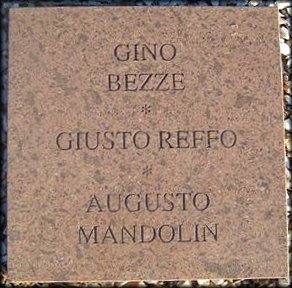 GINO
BEZZE
*
GIUSTO REFFO
*
AUGUSTO
MANDOLIN